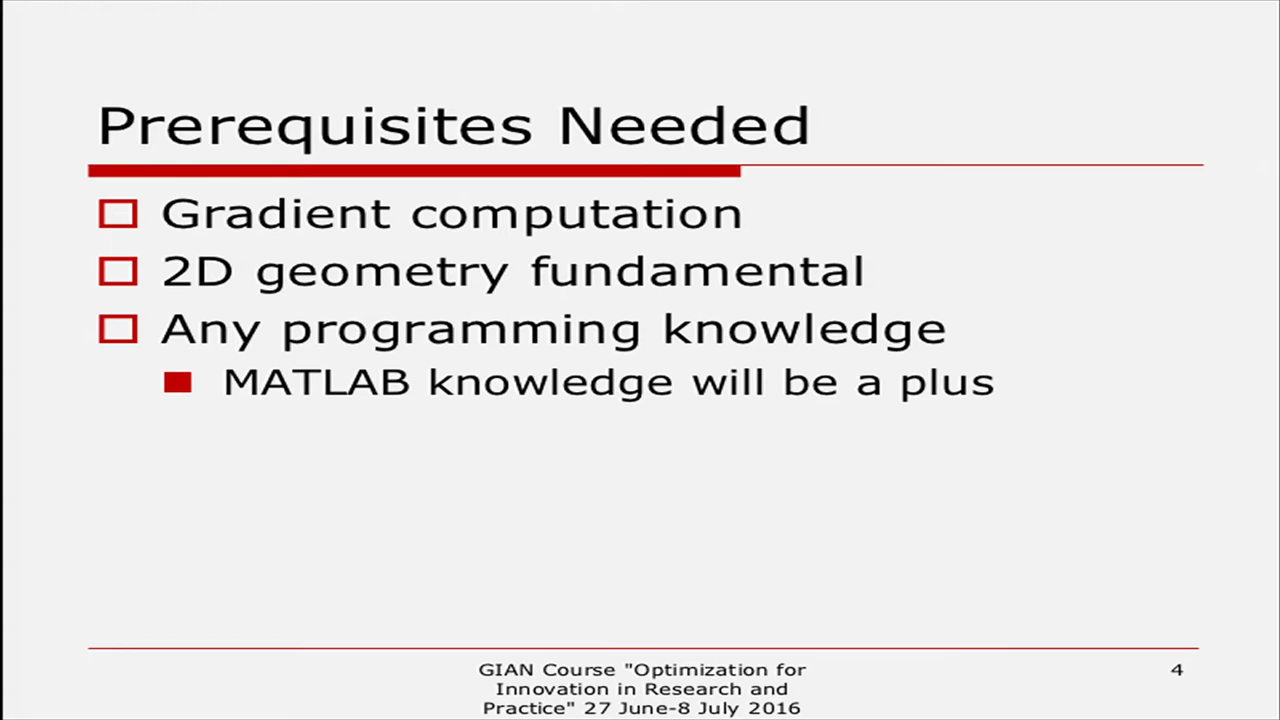 Prerequisites Needed
Gradient computation
2D geometry fundamental
Any programming knowledge
MATLAB knowledge will be a plus
GIAN Course "Optimization for
Innovation in Research and
Practice" 27 June-8 July 2016
4